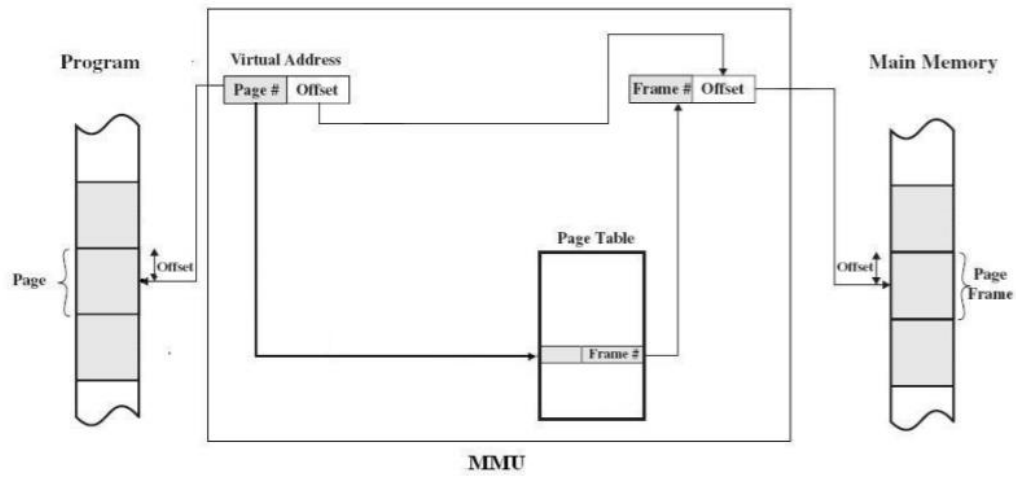 Program
Virtual Address
Main Memory
Page #
Offset
Frame #
Offset
Page
Offset
Page Table
Offset
Page
Frame
Frame #
MMU